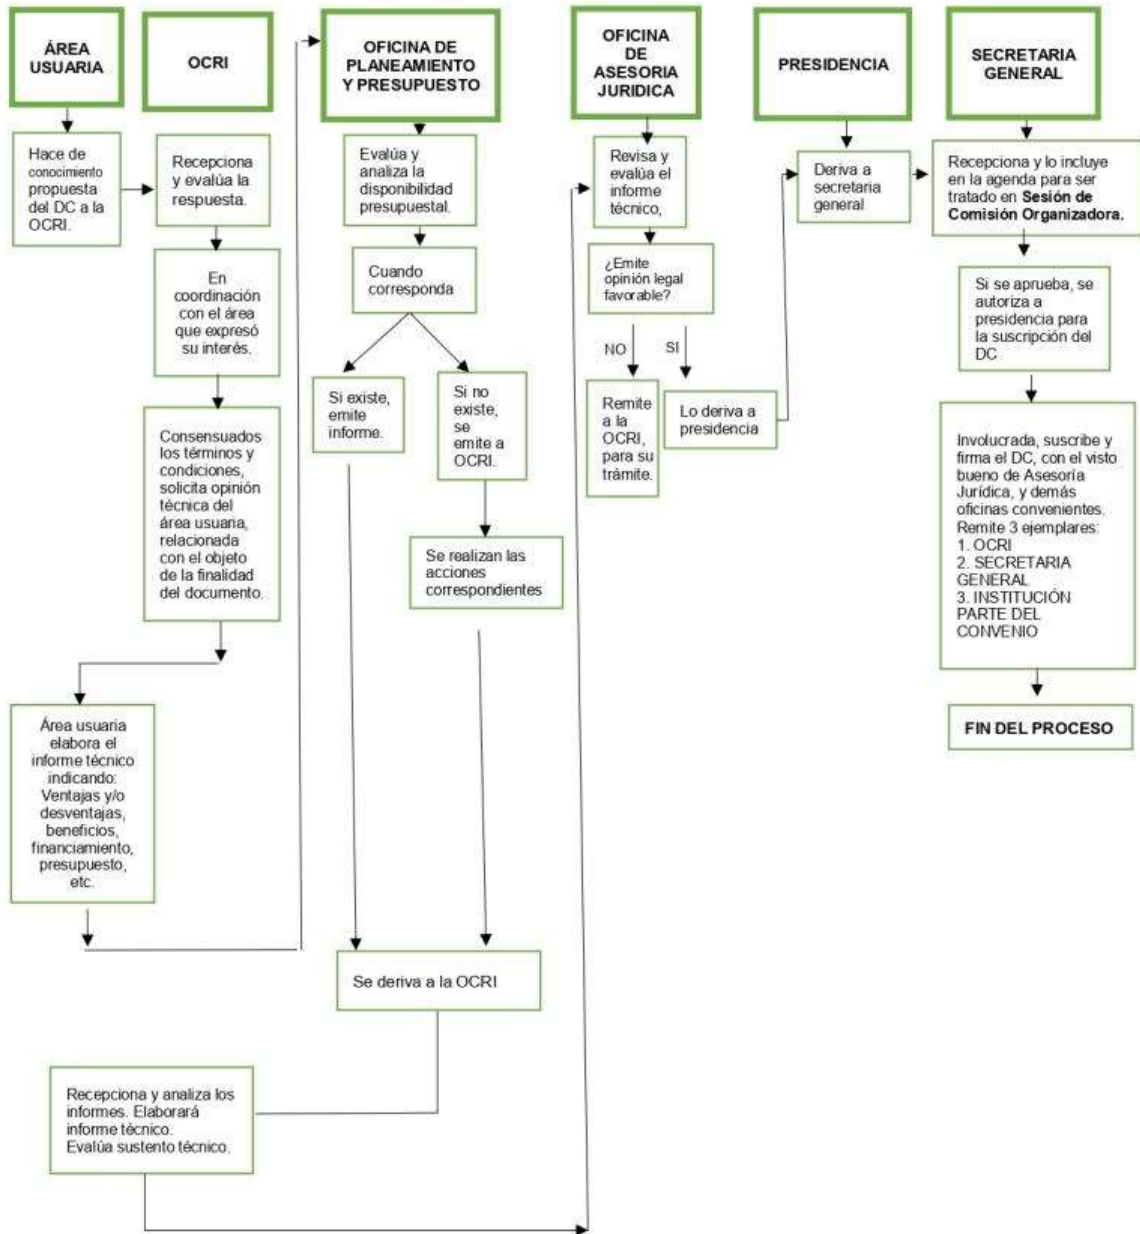 ÁREA
USUARIA
Hace de
conocimiento
propuesta
del DC a la
OCRI.
OCRI
Recepciona
y evalúa la
respuesta.
En
coordinación
con el área
que expresó
su interés.
Consensuados
los términos y
condiciones,
solicita opinión
tècnica del
área usuaria,
relacionada
con el objeto
de la finalidad
del documento.
Área usuaria
elabora el
informe técnico
indicando:
Ventajas y/o
desventajas,
beneficios,
financiamiento,
presupuesto,
etc.
OFICINA DE
PLANEAMIENTO
Y PRESUPUESTO
Evalúa y
analiza la
disponibilidad
presupuestal.
Cuando
corresponda
Si existe,
emite
informe.
Si no
existe,
se
emite a
OCRI.
Se realizan las
acciones
correspondientes
Se deriva a la OCRI
Recepciona y analiza los
informes. Elaborará
informe técnico.
Evalúa sustento técnico.
OFICINA
DE
ASESORIA
JURIDICA
Revisa y
evalúa el
informe
técnico,
¿Emite
opinión legal
favorable?
NO
SI
Remite
a la
OCRI,
para su
tràmite.
Lo deriva a
presidencia
PRESIDENCIA
Deriva a
secretaria
general
SECRETARIA
GENERAL
Recepciona y lo incluye
en la agenda para ser
tratado en Sesión de
Comisión Organizadora.
Si se aprueba, se
autoriza a
presidencia para
la suscripción del
DC
Involucrada, suscribe y
firma el DC, con el visto
bueno de Asesoría
Jurídica, y demás
oficinas convenientes.
Remite 3 ejemplares:
1. OCRI
2. SECRETARIA
GENERAL
3. INSTITUCIÓN
PARTE DEL
CONVENIO
FIN DEL PROCESO